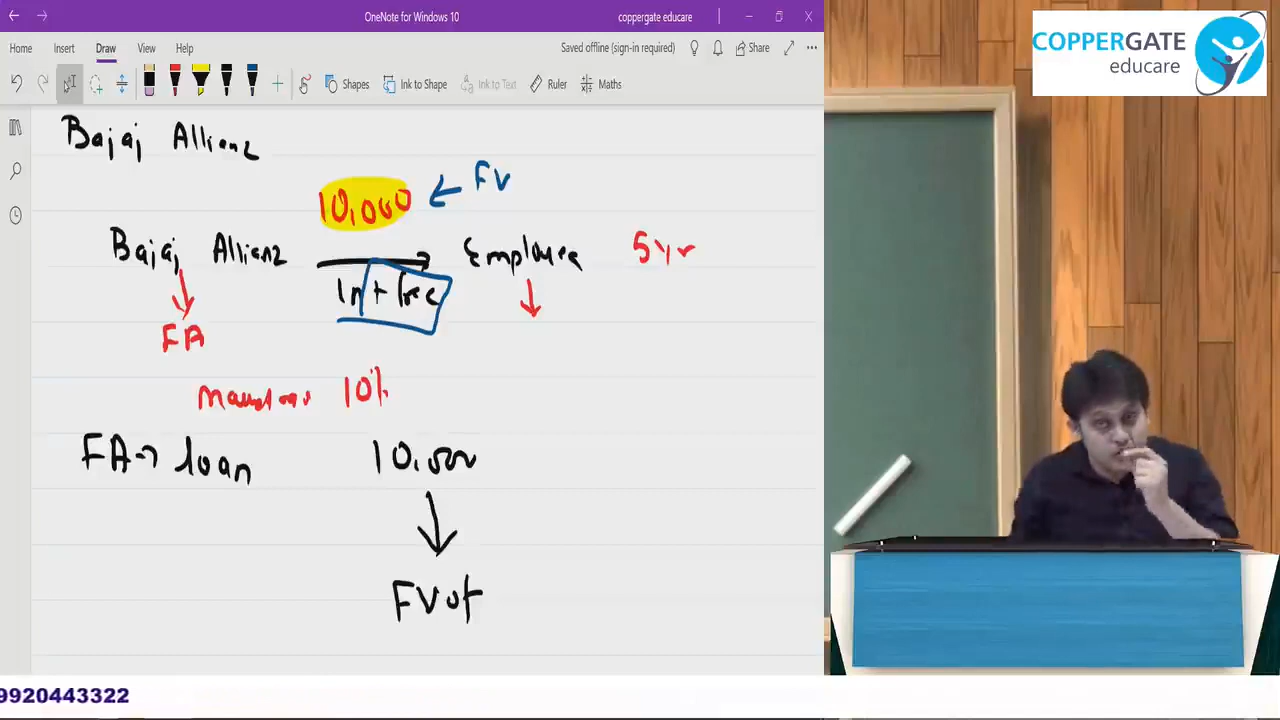 OneNote for Windows 10
coppergate educare
Home Insert Draw View Help
Saved offline (sign-in required)
Share
Shapes
Ink to Shape
Ink to Text
Ruler
Maths
COPPERGATE
educare
Bajaj Allianz
10,000 ← FV
Bajaj Allianz → Employee 5yr
Int free
FA
10%
FA → loan 10,000
FV of
9920443322